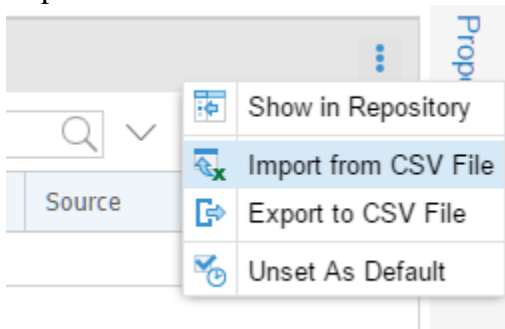 Prop
Show in Repository
Import from CSV File
Source
Export to CSV File
Unset As Default